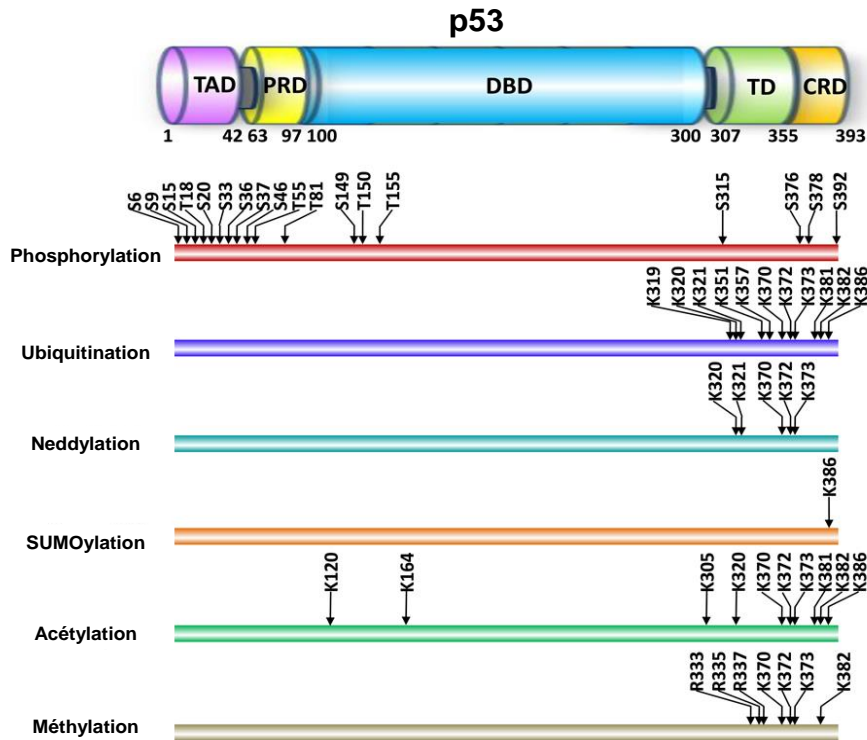 p53
TAD PRD DBD TD CRD
1 42 63 97 100 300 307 355 393
S6 S9 S15 T18 S20 S33 S36 S37 S46 T55 T81 S149 T150 T155 S315 S376 S378 S392
Phosphorylation
K319 K320 K321 K351 K357 K370 K372 K373 K381 K382 K386
Ubiquitination
K320 K321 K370 K372 K373
Neddylation
K386
SUMOylation
K120 K164 K305 K320 K370 K372 K373 K381 K382 K386
Acétylation
R333 R335 R337 K370 K372 K373 K382
Méthylation